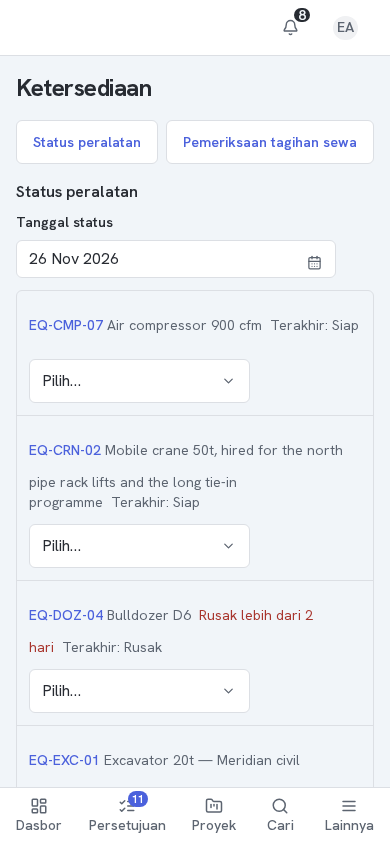 8
EA
Ketersediaan
Status peralatan
Pemeriksaan tagihan sewa
Status peralatan
Tanggal status
26 Nov 2026
EQ-CMP-07 Air compressor 900 cfm Terakhir: Siap
Pilih...
EQ-CRN-02 Mobile crane 50t, hired for the north
pipe rack lifts and the long tie-in
programme Terakhir: Siap
Pilih...
EQ-DOZ-04 Bulldozer D6 Rusak lebih dari 2
hari Terakhir: Rusak
Pilih...
EQ-EXC-01 Excavator 20t — Meridian civil
11
Dasbor
Persetujuan
Proyek
Cari
Lainnya